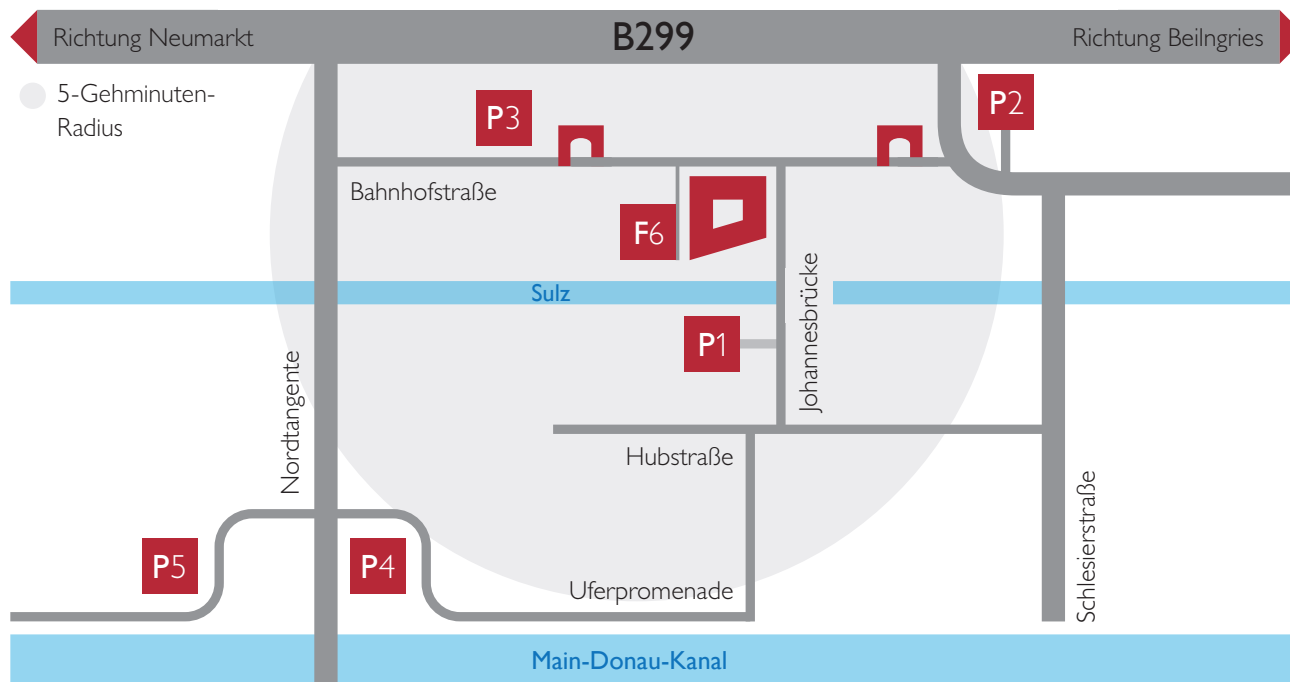 Richtung Neumarkt
B299
Richtung Beilngries
5-Gehminuten-
Radius
P3
P2
Bahnhofstraße
F6
Sulz
Johannesbrücke
P1
Nordtangente
Hubstraße
Schlesierstraße
P5
P4
Uferpromenade
Main-Donau-Kanal